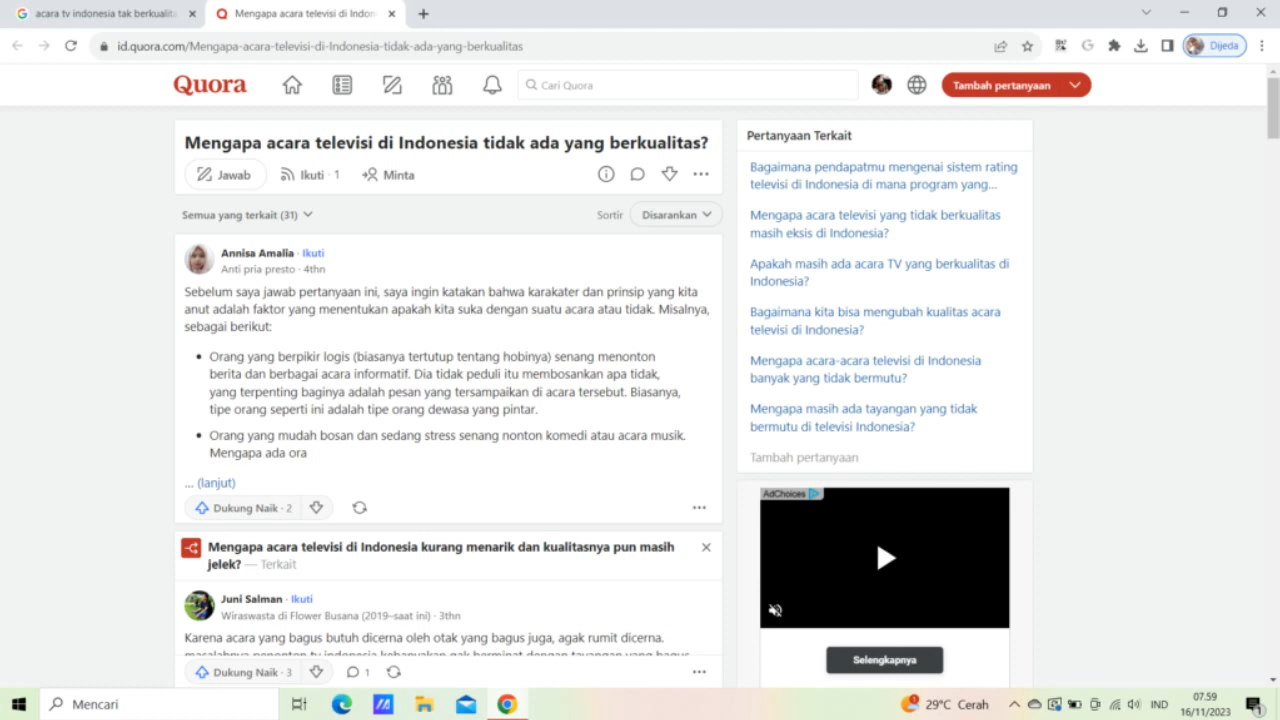 acara tv indonesia tak berkualita
Mengapa acara televisi di Indon
id.quora.com/Mengapa-acara-televisi-di-Indonesia-tidak-ada-yang-berkualitas
Dijeda
Quora
Cari Quora
Tambah pertanyaan
Mengapa acara televisi di Indonesia tidak ada yang berkualitas?
Jawab
Ikuti · 1
Minta
Semua yang terkait (31)
Sortir
Disarankan
Annisa Amalia · Ikuti
Anti pria presto · 4thn
Sebelum saya jawab pertanyaan ini, saya ingin katakan bahwa karakater dan prinsip yang kita
anut adalah faktor yang menentukan apakah kita suka dengan suatu acara atau tidak. Misalnya,
sebagai berikut:
• Orang yang berpikir logis (biasanya tertutup tentang hobinya) senang menonton
berita dan berbagai acara informatif. Dia tidak peduli itu membosankan apa tidak,
yang terpenting baginya adalah pesan yang tersampaikan di acara tersebut. Biasanya,
tipe orang seperti ini adalah tipe orang dewasa yang pintar.
• Orang yang mudah bosan dan sedang stress senang nonton komedi atau acara musik.
Mengapa ada ora
... (lanjut)
Dukung Naik · 2
Mengapa acara televisi di Indonesia kurang menarik dan kualitasnya pun masih
jelek? — Terkait
Juni Salman · Ikuti
Wiraswasta di Flower Busana (2019–saat ini) · 3thn
Karena acara yang bagus butuh dicerna oleh otak yang bagus juga, agak rumit dicerna.
masalahnya penonton tv indonesia kebanyakan gak berminat dengan tayangan yang bagus
Dukung Naik · 3
1
Pertanyaan Terkait
Bagaimana pendapatmu mengenai sistem rating
televisi di Indonesia di mana program yang...
Mengapa acara televisi yang tidak berkualitas
masih eksis di Indonesia?
Apakah masih ada acara TV yang berkualitas di
Indonesia?
Bagaimana kita bisa mengubah kualitas acara
televisi di Indonesia?
Mengapa acara-acara televisi di Indonesia
banyak yang tidak bermutu?
Mengapa masih ada tayangan yang tidak
bermutu di televisi Indonesia?
Tambah pertanyaan
AdChoices
Selengkapnya
Mencari
29°C Cerah
IND
07.59
16/11/2023
1